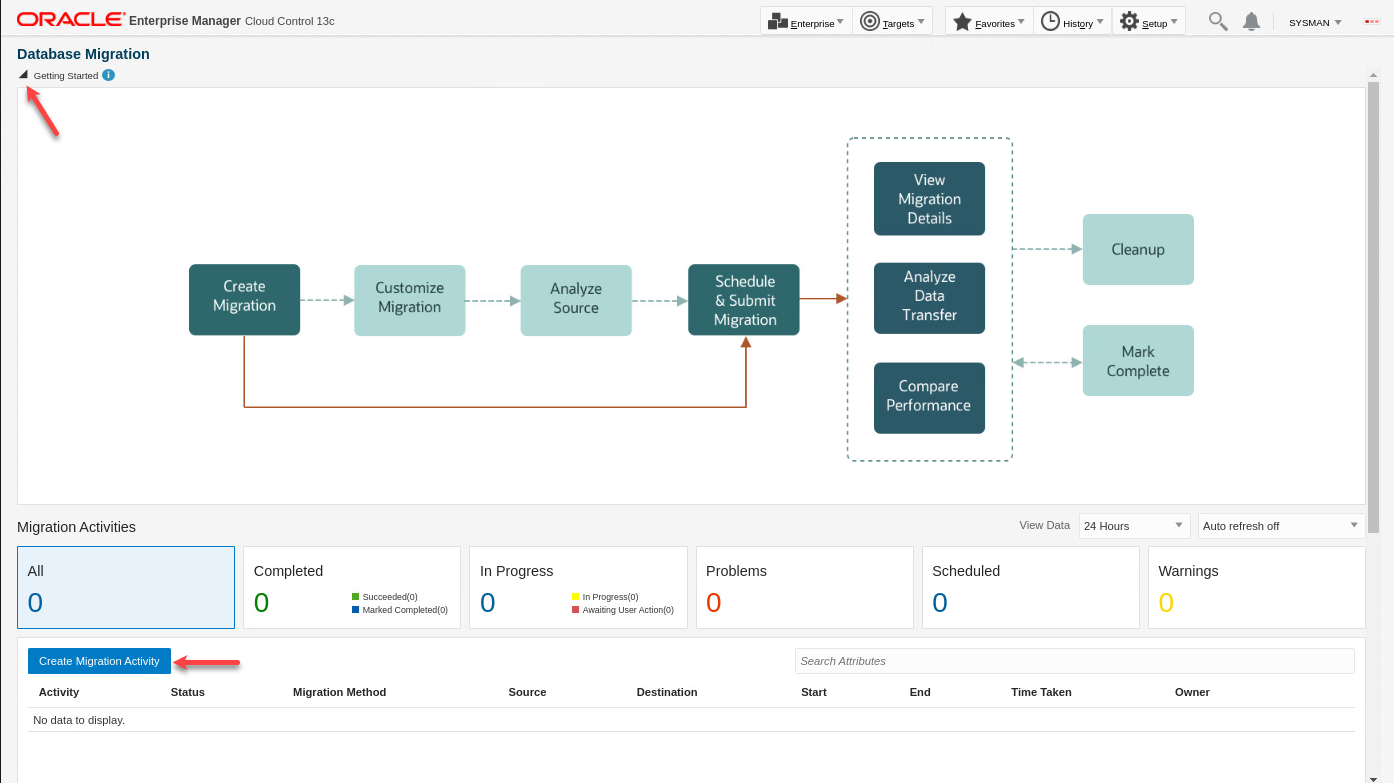 ORACLE Enterprise Manager Cloud Control 13c
Enterprise
Targets
Favorites
History
Setup
SYSMAN
Database Migration
Getting Started
Create
Migration
Customize
Migration
Analyze
Source
Schedule
& Submit
Migration
View
Migration
Details
Analyze
Data
Transfer
Compare
Performance
Cleanup
Mark
Complete
Migration Activities
View Data
24 Hours
Auto refresh off
All
0
Completed
0
Succeeded(0)
Marked Completed(0)
In Progress
0
In Progress(0)
Awaiting User Action(0)
Problems
0
Scheduled
0
Warnings
0
Create Migration Activity
Search Attributes
Activity Status Migration Method Source Destination Start End Time Taken Owner
No data to display.